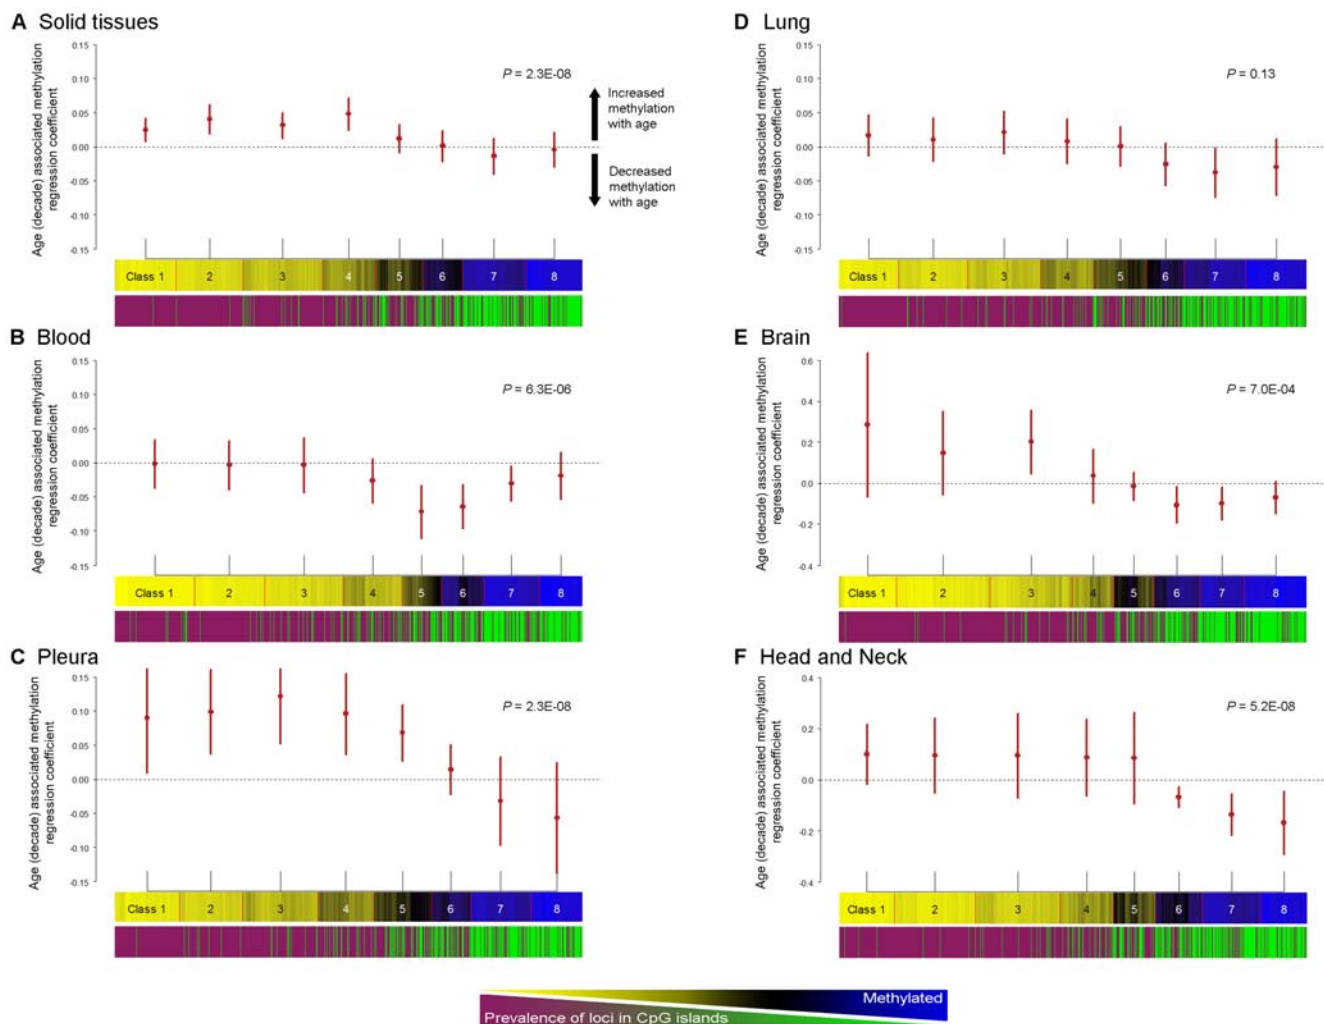 A Solid tissues
Age (decade) associated methylation
regression coefficient
0.15
0.10
0.05
0.00
-0.05
-0.10
-0.15
P = 2.3E-08
Increased
methylation
with age
Decreased
methylation
with age
Class 1 2 3 4 5 6 7 8
B Blood
Age (decade) associated methylation
regression coefficient
0.15
0.10
0.05
0.00
-0.05
-0.10
-0.15
P = 6.3E-06
Class 1 2 3 4 5 6 7 8
C Pleura
Age (decade) associated methylation
regression coefficient
0.15
0.10
0.05
0.00
-0.05
-0.10
-0.15
P = 2.3E-08
Class 1 2 3 4 5 6 7 8
D Lung
Age (decade) associated methylation
regression coefficient
0.15
0.10
0.05
0.00
-0.05
-0.10
-0.15
P = 0.13
Class 1 2 3 4 5 6 7 8
E Brain
Age (decade) associated methylation
regression coefficient
0.6
0.4
0.2
0.0
-0.2
-0.4
P = 7.0E-04
Class 1 2 3 4 5 6 7 8
F Head and Neck
Age (decade) associated methylation
regression coefficient
0.4
0.2
0.0
-0.2
-0.4
P = 5.2E-08
Class 1 2 3 4 5 6 7 8
Methylated
Prevalence of loci in CpG islands